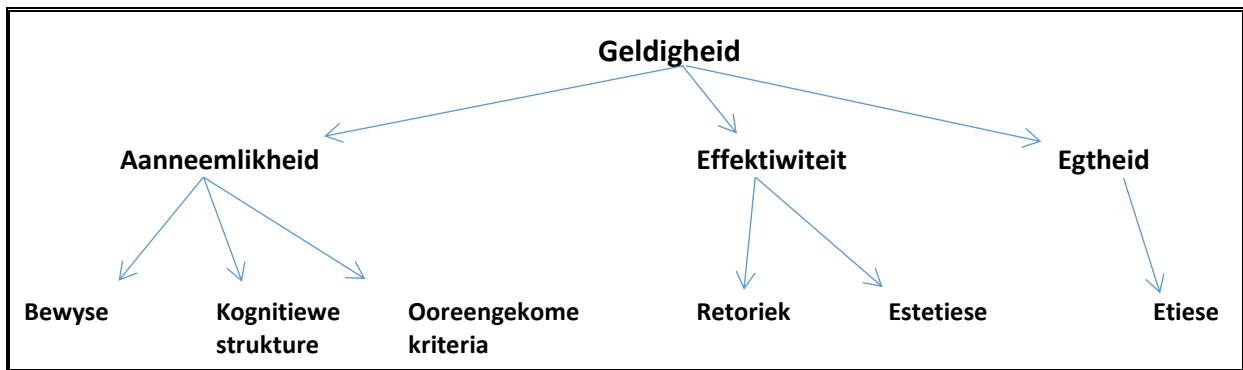 Geldigheid
Aanneemlikheid
Effektiwiteit
Egtheid
Bewyse
Kognitiewe
strukture
Ooreengekome
kriteria
Retoriek
Estetiese
Etiese